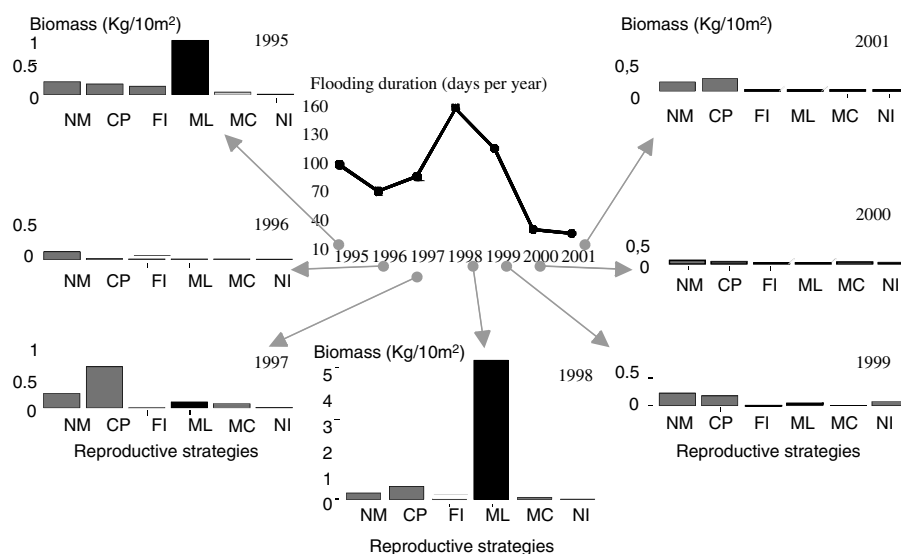 Biomass (Kg/10m²)
1
0.5
0
1995
NM CP FI ML MC NI
Biomass (Kg/10m²)
2001
0,5
0
NM CP FI ML MC NI
Flooding duration (days per year)
160
130
100
70
40
10
1995 1996 1997 1998 1999 2000 2001
0.5
0
1996
NM CP FI ML MC NI
2000
0,5
0
NM CP FI ML MC NI
1
0.5
0
1997
NM CP FI ML MC NI
Reproductive strategies
Biomass (Kg/10m²)
5
4
3
2
1
0
1998
NM CP FI ML MC NI
Reproductive strategies
1999
0.5
0
NM CP FI ML MC NI
Reproductive strategies